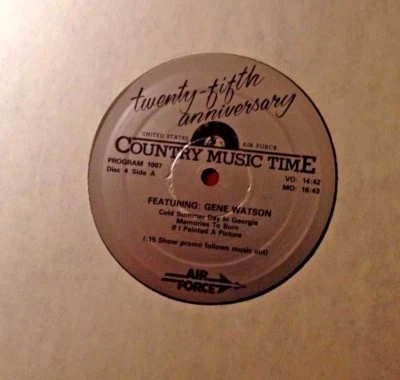 twenty-fifth
anniversary
UNITED STATES AIR FORCE
COUNTRY MUSIC TIME
PROGRAM 1007 VO: 14:42
Disc 4 Side A MO: 16:43
FEATURING: GENE WATSON
Cold Summer Day In Georgia
Memories To Burn
If I Painted A Picture
(.15 Show promo follows music out)
AIR
FORCE